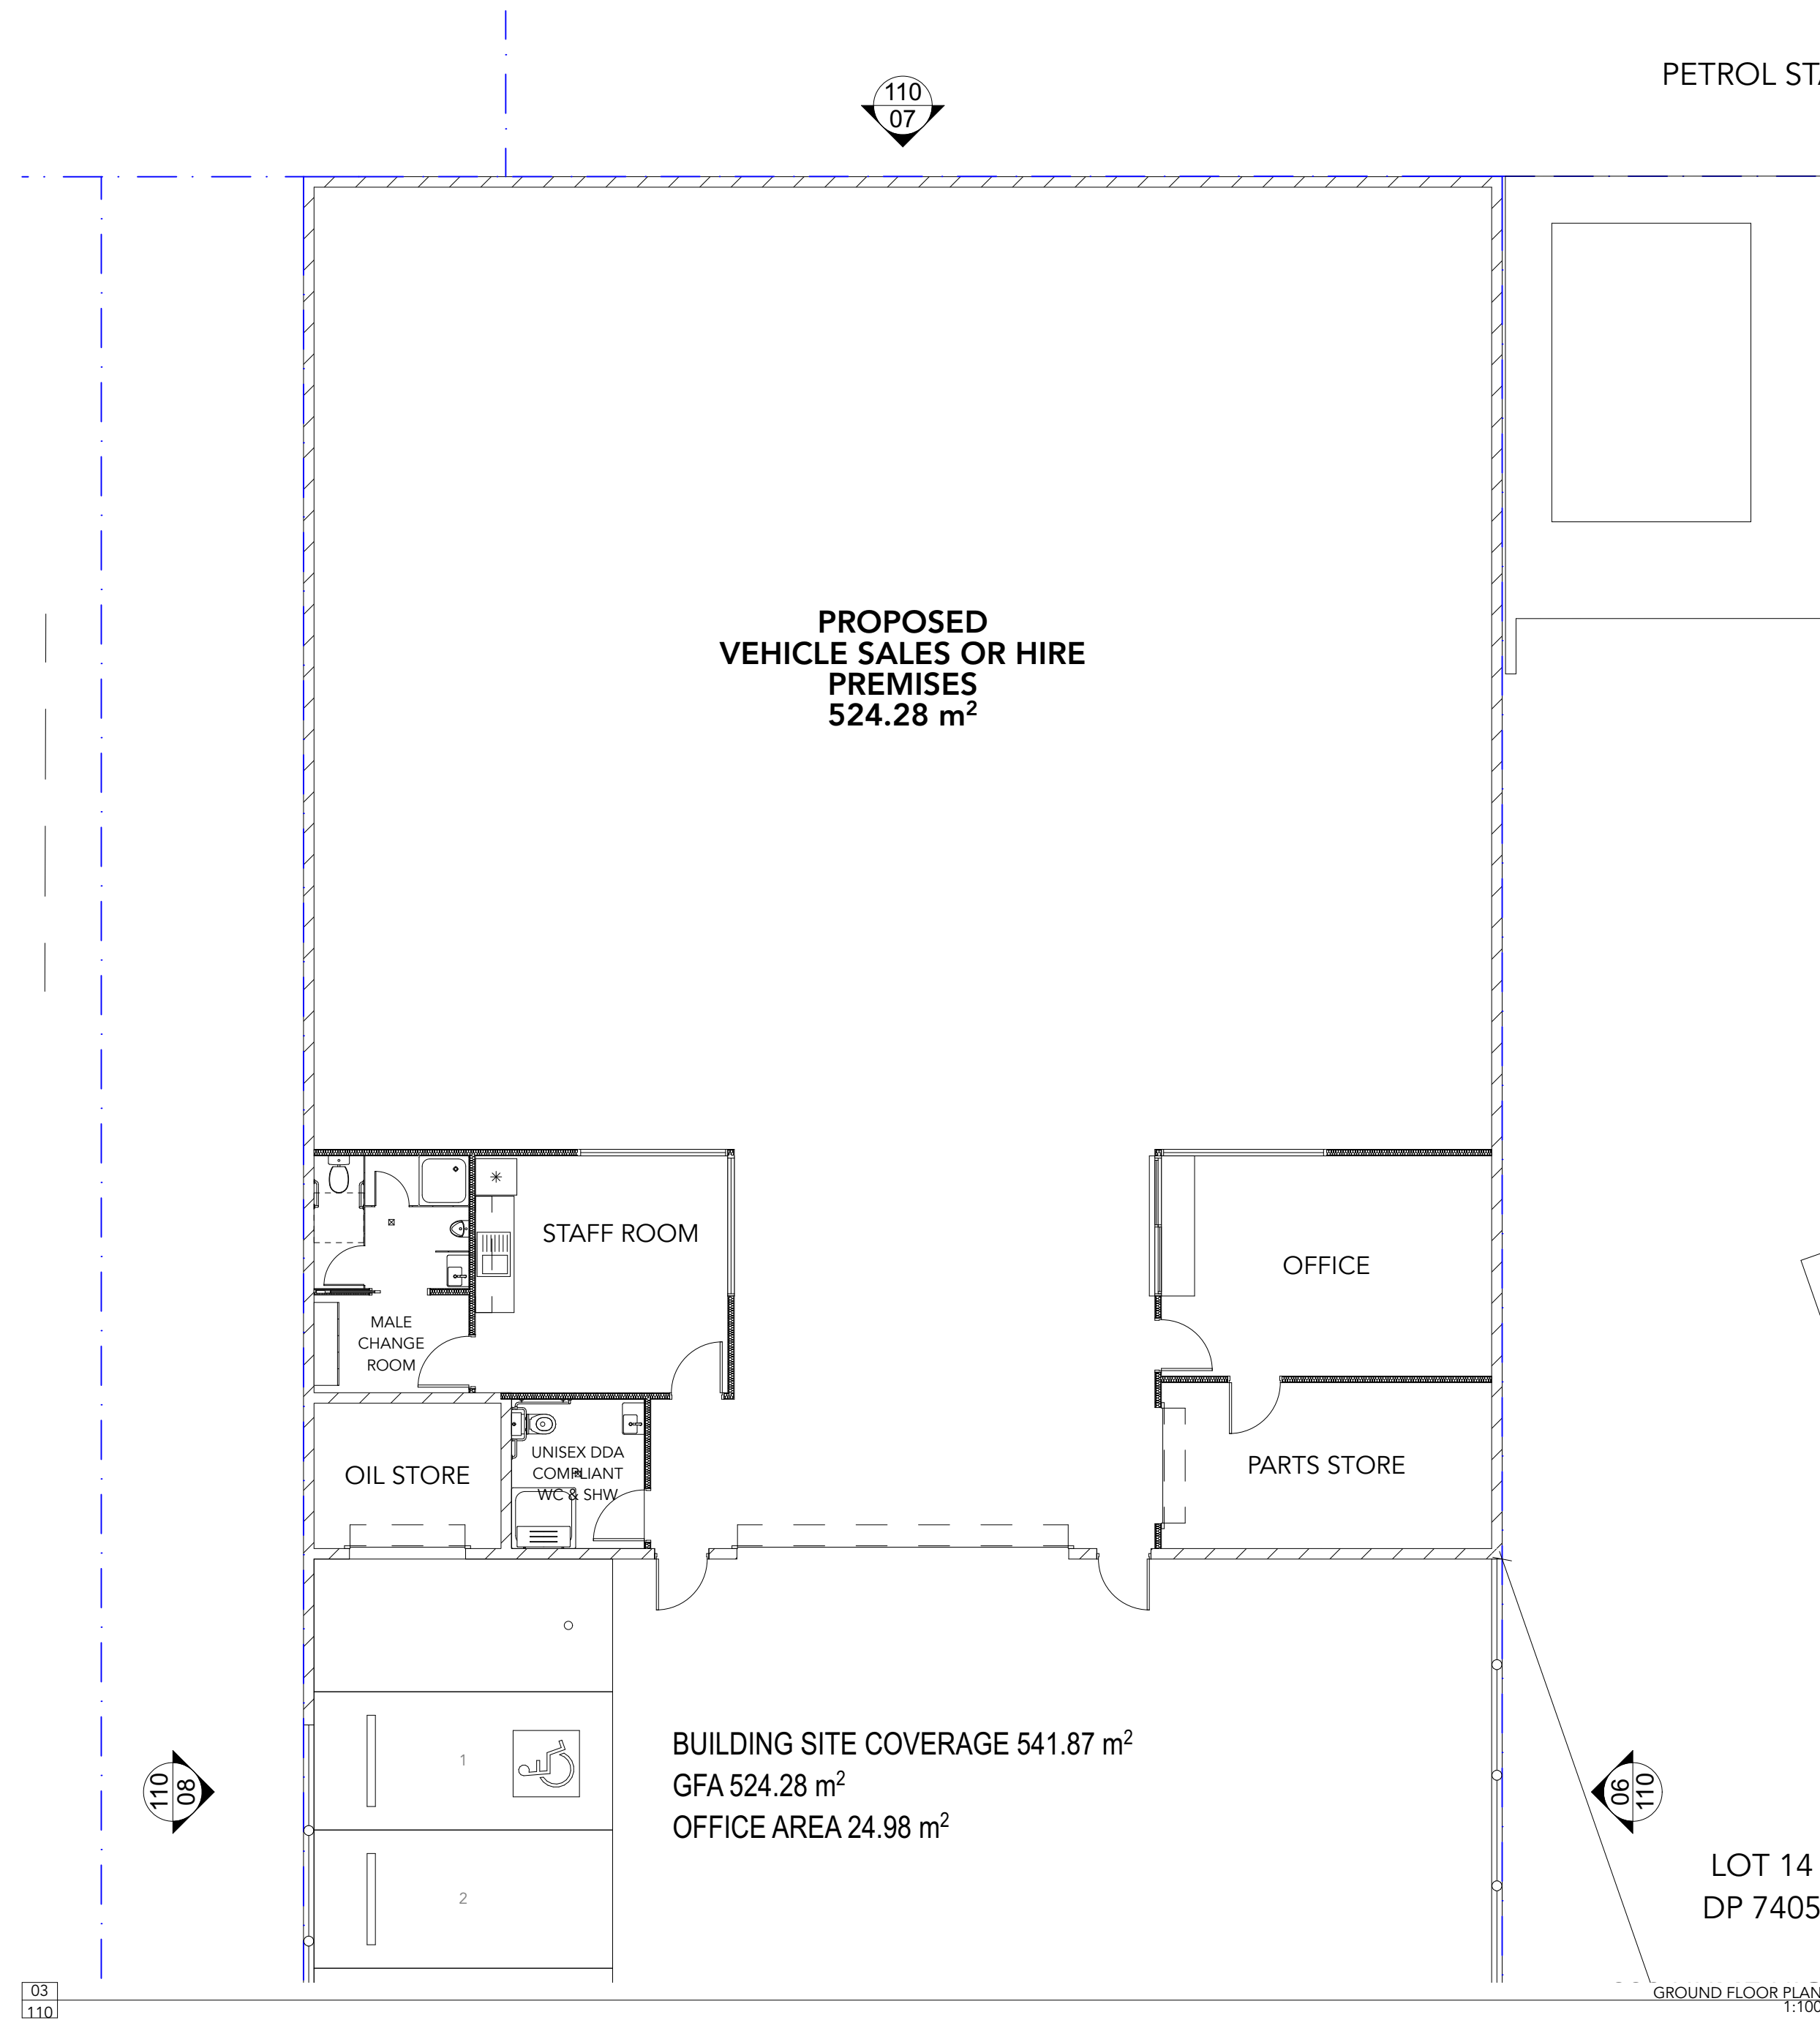 PETROL STA
110
07
PROPOSED
VEHICLE SALES OR HIRE
PREMISES
524.28 m²
STAFF ROOM
OFFICE
MALE
CHANGE
ROOM
UNISEX DDA
COMPLIANT
WC & SHW
OIL STORE
PARTS STORE
BUILDING SITE COVERAGE 541.87 m²
GFA 524.28 m²
OFFICE AREA 24.98 m²
1
2
110
08
06
110
LOT 14
DP 7405
03
110
GROUND FLOOR PLAN
1:100